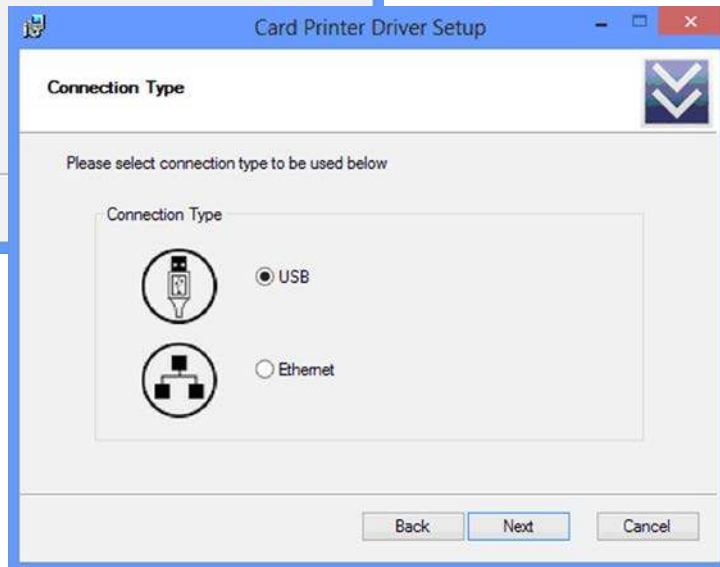 Card Printer Driver Setup
Connection Type
Please select connection type to be used below
Connection Type
USB
Ethernet
Back Next Cancel